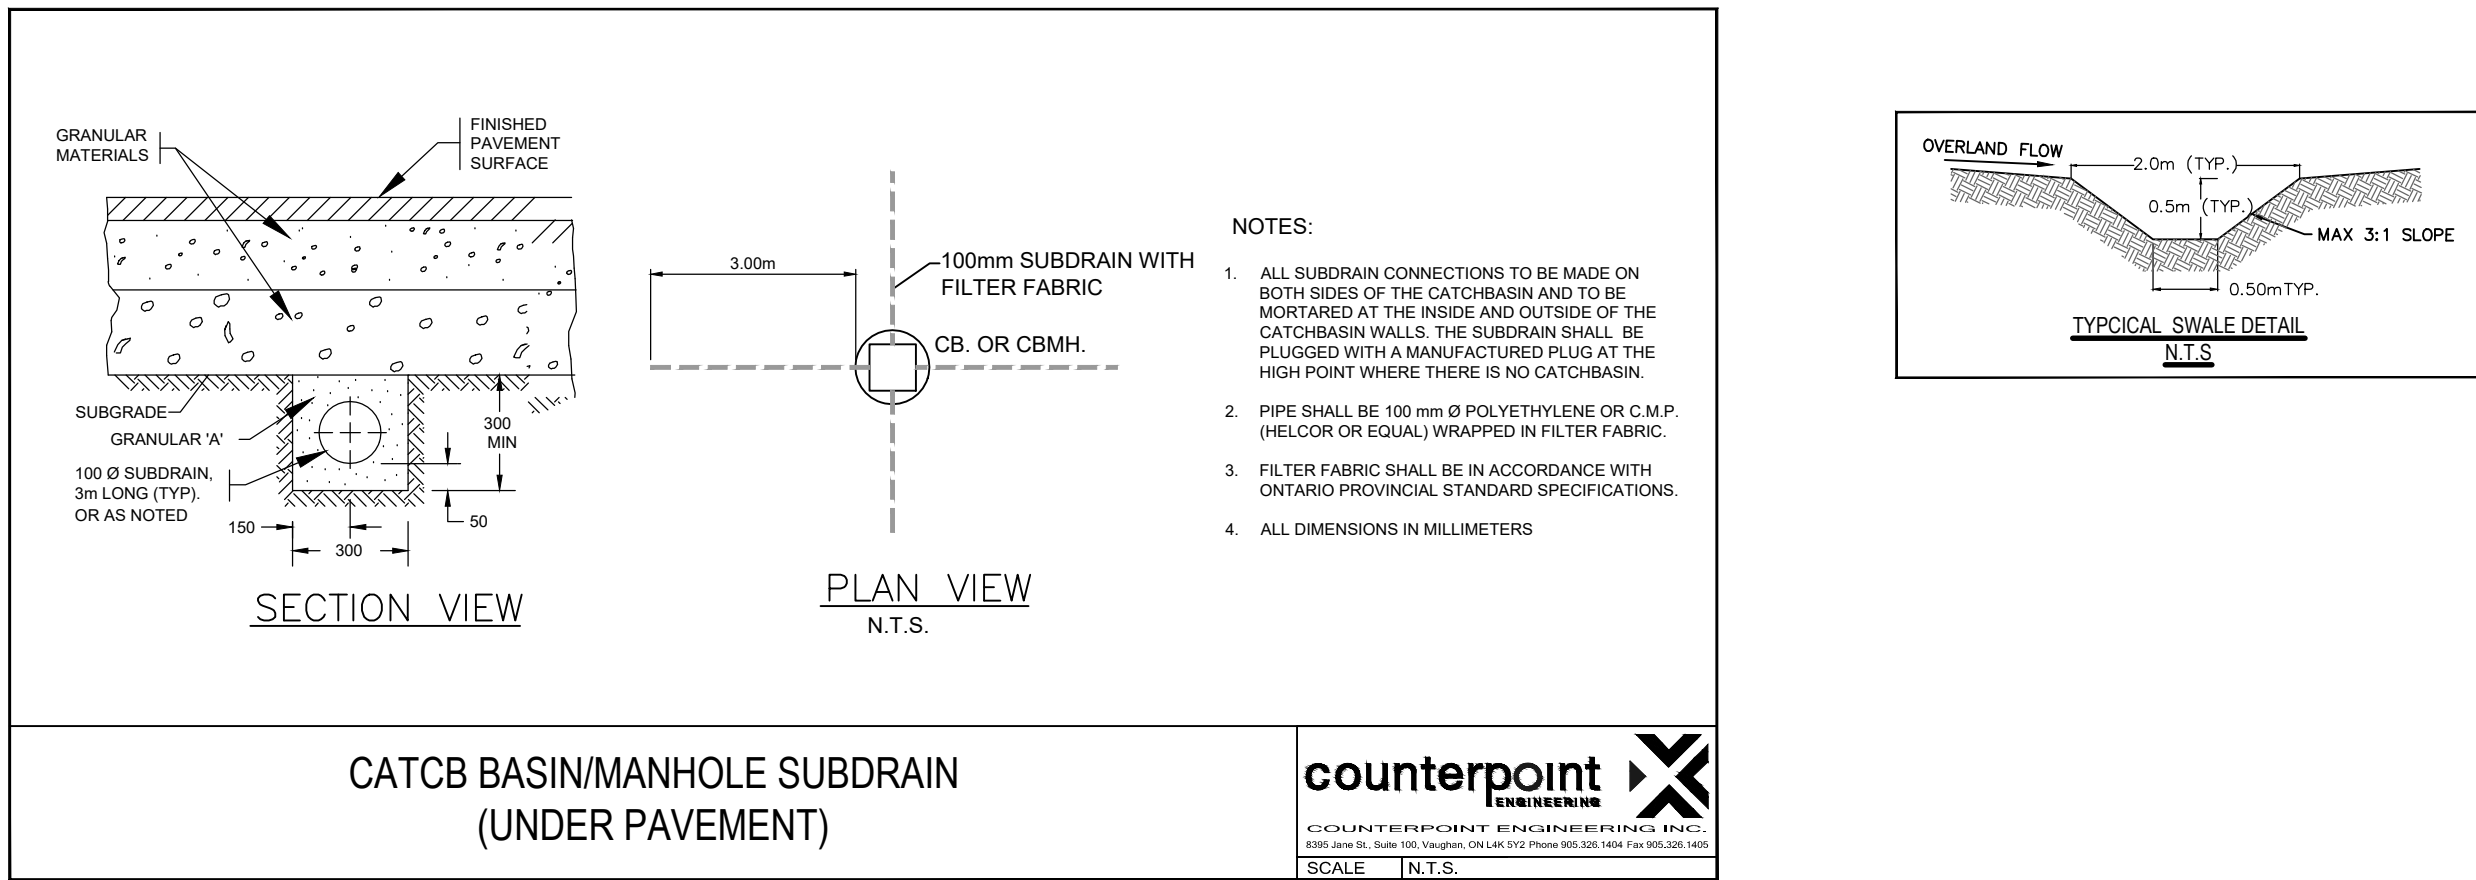 GRANULAR
MATERIALS
FINISHED
PAVEMENT
SURFACE
SUBGRADE
GRANULAR 'A'
100 Ø SUBDRAIN,
3m LONG (TYP).
OR AS NOTED
300
MIN
50
150
300
SECTION VIEW
3.00m
100mm SUBDRAIN WITH
FILTER FABRIC
CB. OR CBMH.
PLAN VIEW
N.T.S.
NOTES:
1. ALL SUBDRAIN CONNECTIONS TO BE MADE ON
BOTH SIDES OF THE CATCHBASIN AND TO BE
MORTARED AT THE INSIDE AND OUTSIDE OF THE
CATCHBASIN WALLS. THE SUBDRAIN SHALL BE
PLUGGED WITH A MANUFACTURED PLUG AT THE
HIGH POINT WHERE THERE IS NO CATCHBASIN.
2. PIPE SHALL BE 100 mm Ø POLYETHYLENE OR C.M.P.
(HELCOR OR EQUAL) WRAPPED IN FILTER FABRIC.
3. FILTER FABRIC SHALL BE IN ACCORDANCE WITH
ONTARIO PROVINCIAL STANDARD SPECIFICATIONS.
4. ALL DIMENSIONS IN MILLIMETERS
CATCB BASIN/MANHOLE SUBDRAIN
(UNDER PAVEMENT)
counterpoint
ENGINEERING
COUNTERPOINT ENGINEERING INC.
8395 Jane St., Suite 100, Vaughan, ON L4K 5Y2 Phone 905.326.1404 Fax 905.326.1405
SCALE N.T.S.
OVERLAND FLOW
2.0m (TYP.)
0.5m (TYP.)
MAX 3:1 SLOPE
0.50mTYP.
TYPCICAL SWALE DETAIL
N.T.S